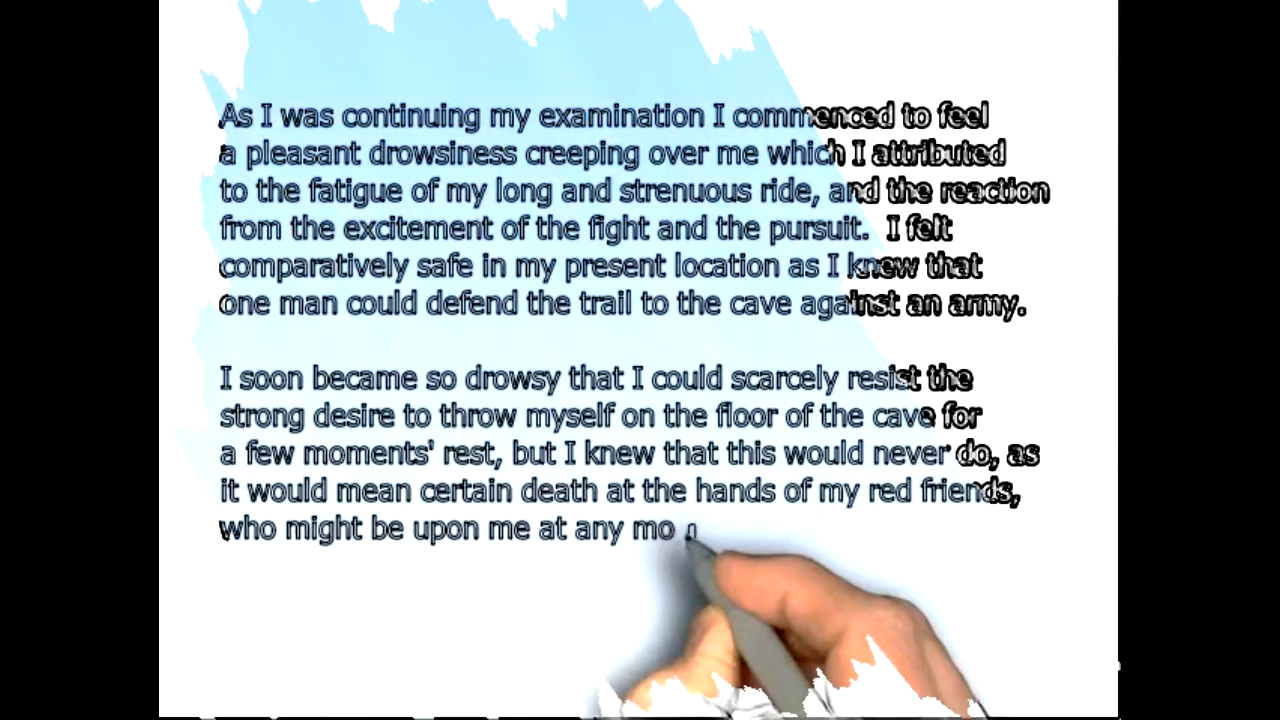 As I was continuing my examination I commenced to feel
a pleasant drowsiness creeping over me which I attributed
to the fatigue of my long and strenuous ride, and the reaction
from the excitement of the fight and the pursuit. I felt
comparatively safe in my present location as I knew that
one man could defend the trail to the cave against an army.
I soon became so drowsy that I could scarcely resist the
strong desire to throw myself on the floor of the cave for
a few moments' rest, but I knew that this would never do, as
it would mean certain death at the hands of my red friends,
who might be upon me at any mo